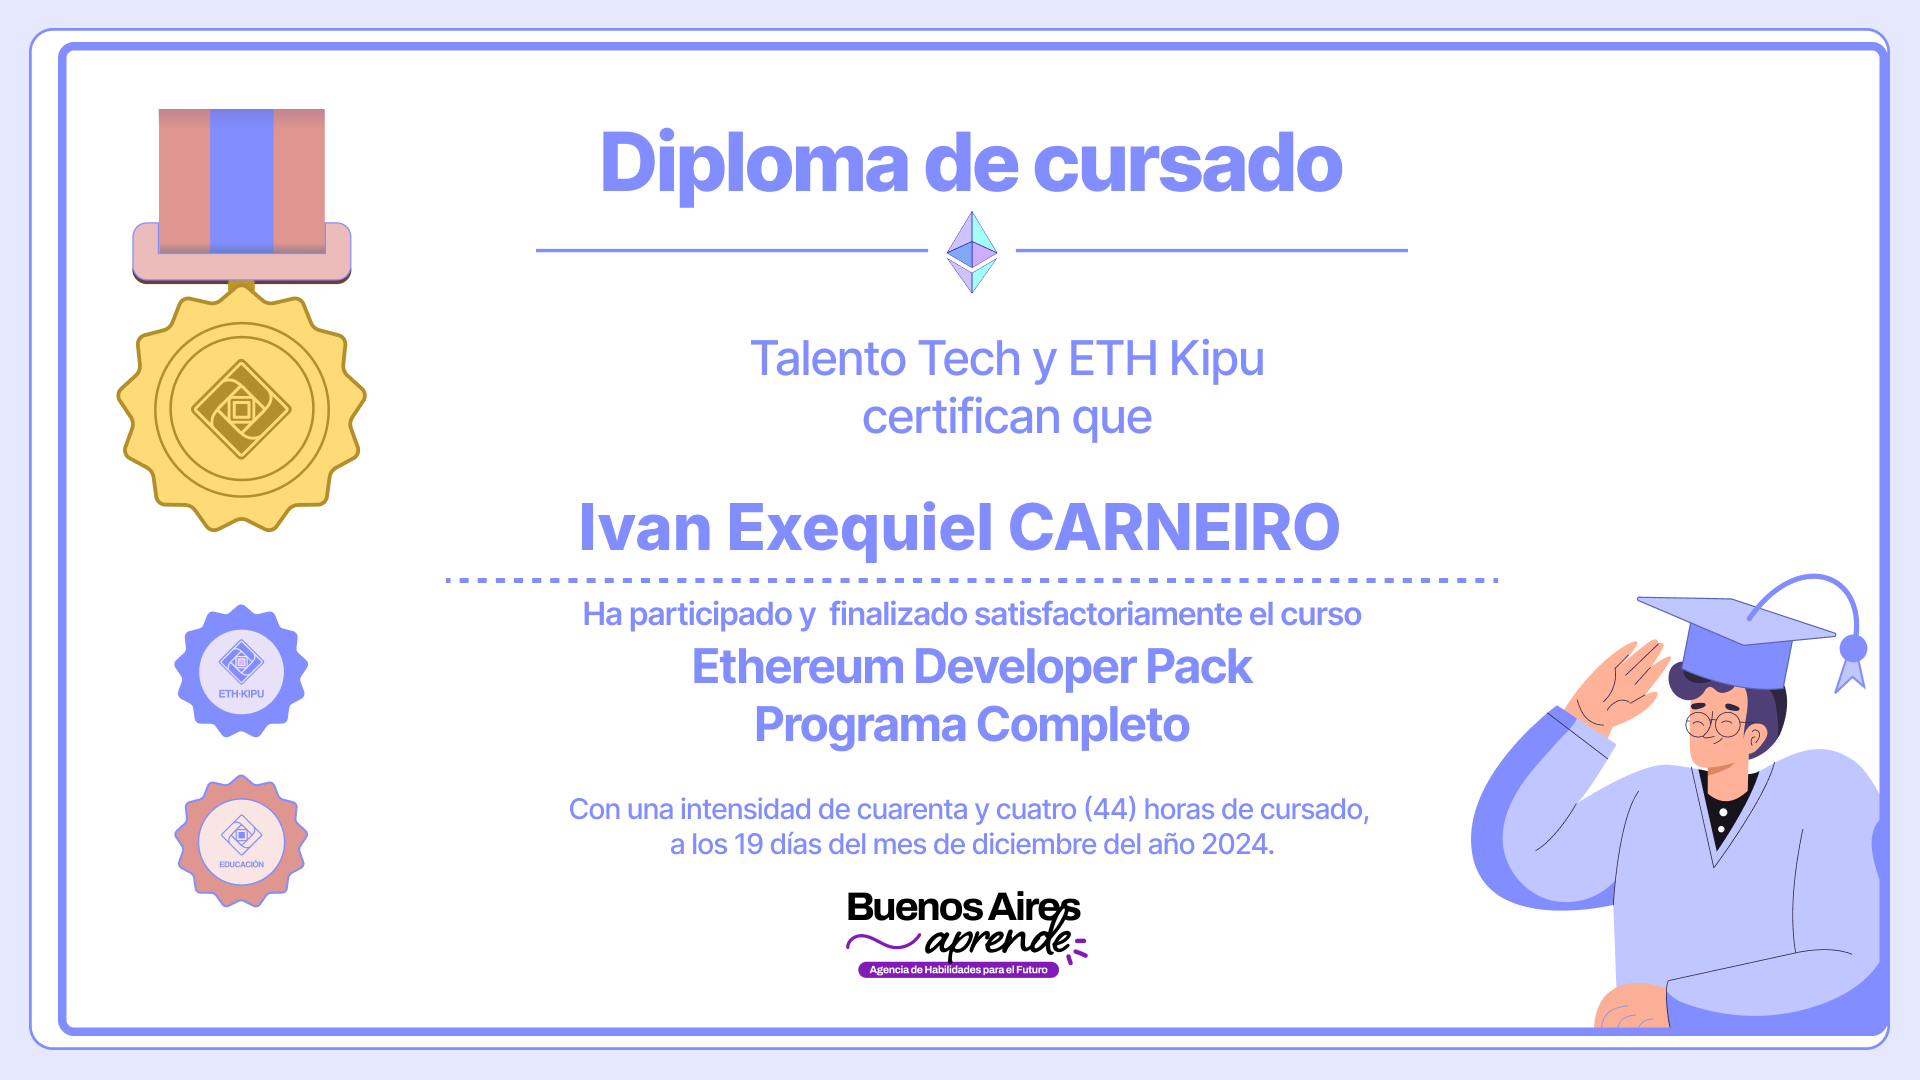 Diploma de cursado
Talento Tech y ETH Kipu
certifican que
Ivan Exequiel CARNEIRO
Ha participado y  finalizado satisfactoriamente el curso
Ethereum Developer Pack
Programa Completo
Con una intensidad de cuarenta y cuatro (44) horas de cursado,
a los 19 días del mes de diciembre del año 2024.
ETH·KIPU
EDUCACIÓN
Buenos Aires
aprende
Agencia de Habilidades para el Futuro